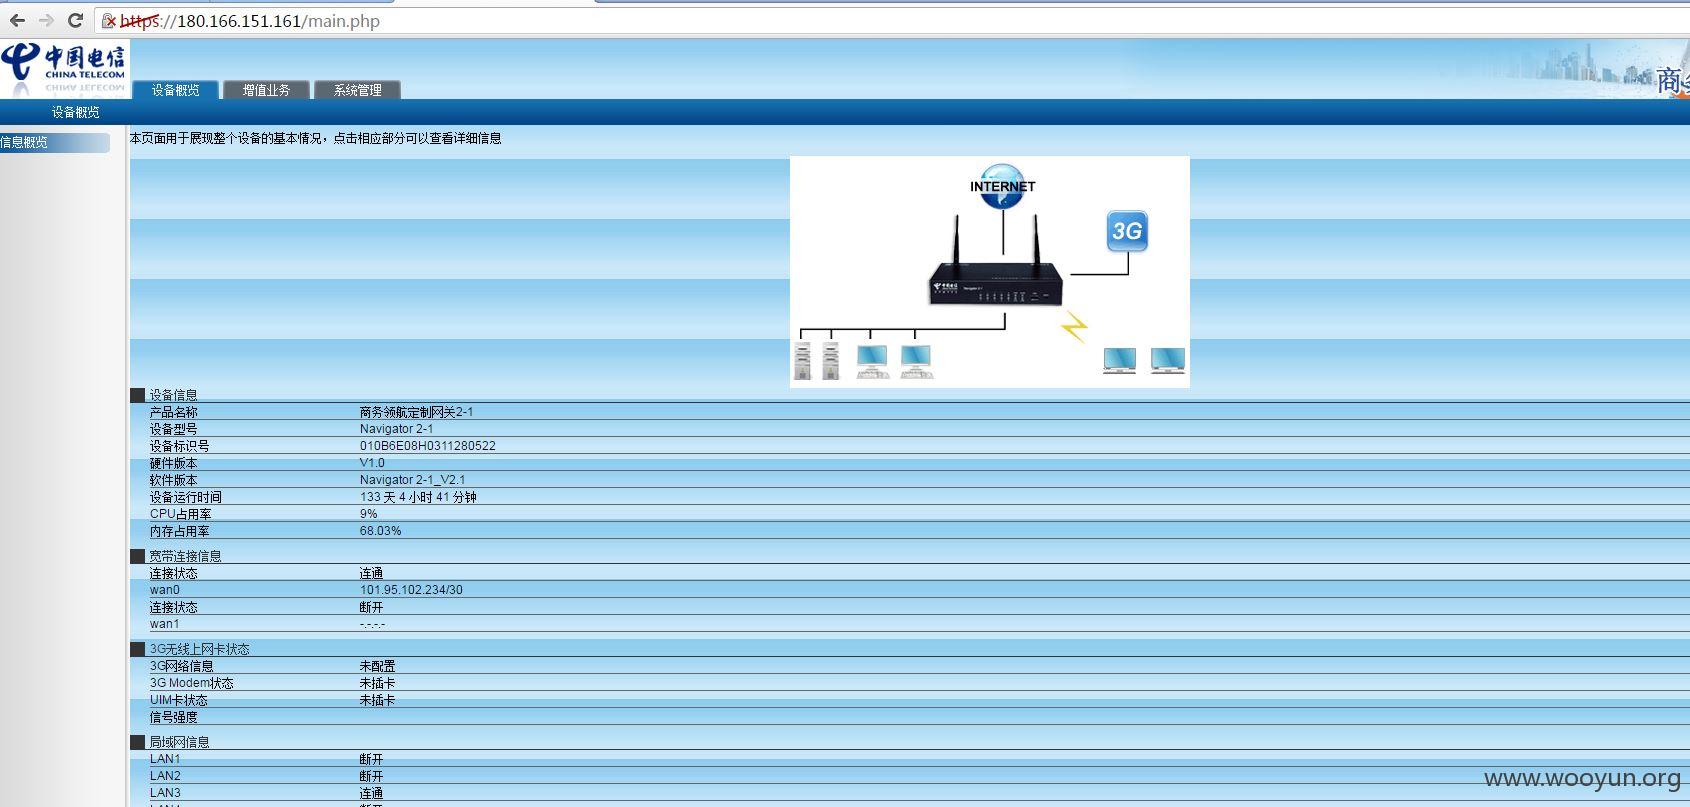 https://180.166.151.161/main.php
中国电信
CHINA TELECOM
设备概览 增值业务 系统管理
商
设备概览
信息概览
本页面用于展现整个设备的基本情况，点击相应部分可以查看详细信息
INTERNET
3G
设备信息
产品名称 商务领航定制网关2-1
设备型号 Navigator 2-1
设备标识号 010B6E08H0311280522
硬件版本 V1.0
软件版本 Navigator 2-1_V2.1
设备运行时间 133 天 4 小时 41 分钟
CPU占用率 9%
内存占用率 68.03%
宽带连接信息
连接状态 连通
wan0 101.95.102.234/30
连接状态 断开
wan1 -.-.-.-
3G无线上网卡状态
3G网络信息 未配置
3G Modem状态 未插卡
UIM卡状态 未插卡
信号强度
局域网信息
LAN1 断开
LAN2 断开
LAN3 连通
www.wooyun.org